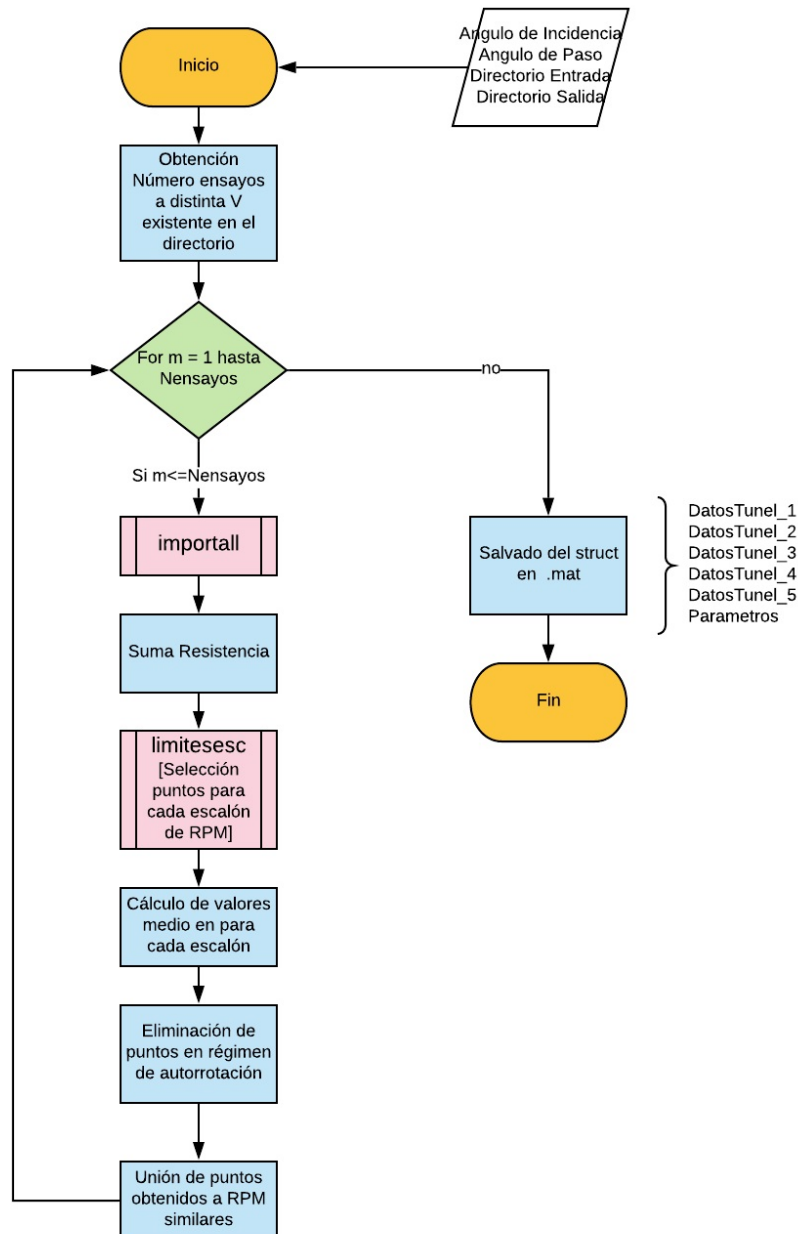 Inicio
Angulo de Incidencia
Angulo de Paso
Directorio Entrada
Directorio Salida
Obtención
Número ensayos
a distinta V
existente en el
directorio
For m = 1 hasta
Nensayos
no
Si m<=Nensayos
importall
Suma Resistencia
limitesesc
[Selección
puntos para
cada escalón
de RPM]
Cálculo de valores
medio en para
cada escalón
Eliminación de
puntos en régimen
de autorrotación
Unión de puntos
obtenidos a RPM
similares
Salvado del struct
en .mat
DatosTunel_1
DatosTunel_2
DatosTunel_3
DatosTunel_4
DatosTunel_5
Parametros
Fin